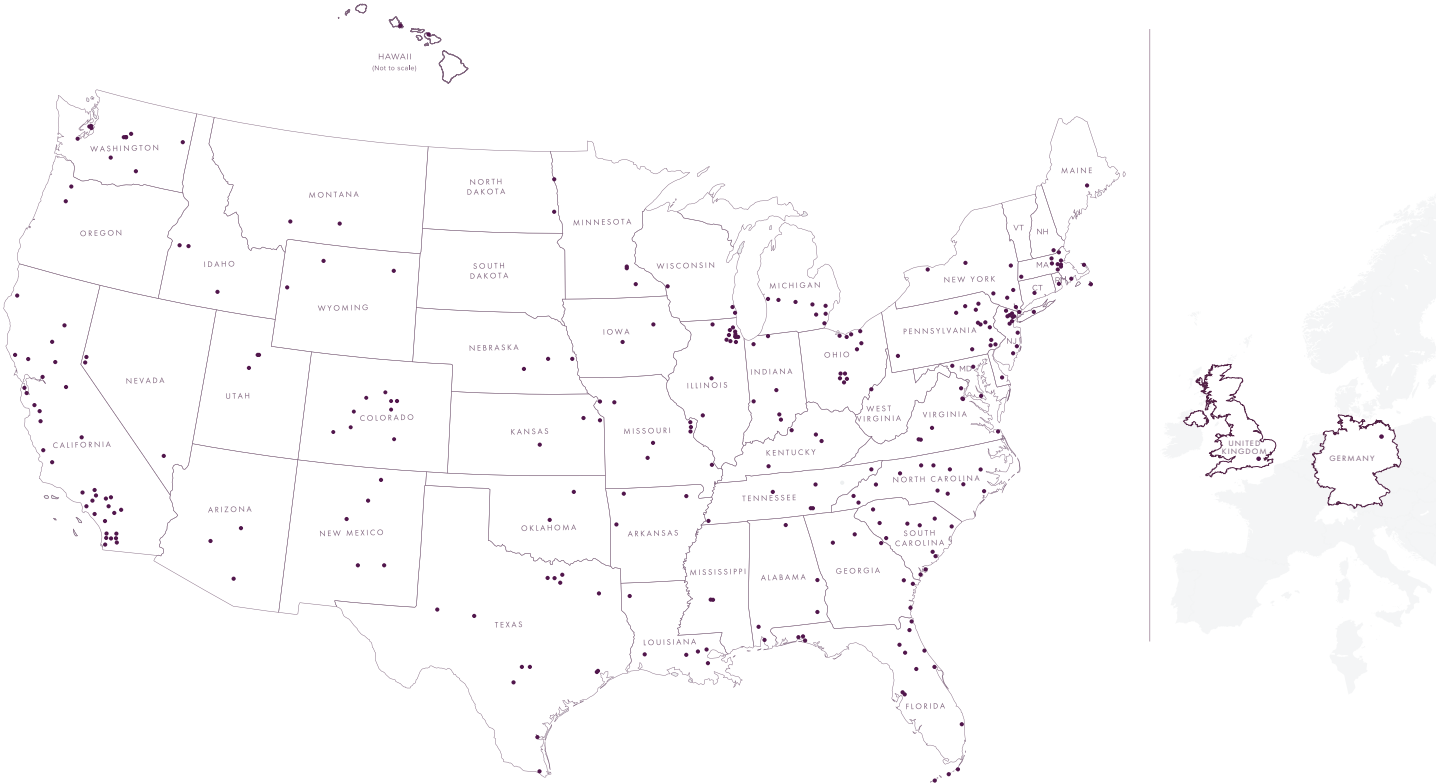 HAWAII
(Not to scale)
WASHINGTON
MONTANA
NORTH
DAKOTA
MINNESOTA
MAINE
OREGON
IDAHO
SOUTH
DAKOTA
WISCONSIN
MICHIGAN
NEW YORK
VT
NH
MA
CT
RI
WYOMING
IOWA
NEBRASKA
PENNSYLVANIA
NJ
OHIO
MD
NEVADA
UTAH
COLORADO
ILLINOIS
INDIANA
WEST
VIRGINIA
VIRGINIA
CALIFORNIA
KANSAS
MISSOURI
KENTUCKY
ARIZONA
NEW MEXICO
OKLAHOMA
ARKANSAS
TENNESSEE
NORTH CAROLINA
SOUTH
CAROLINA
MISSISSIPPI
ALABAMA
GEORGIA
TEXAS
LOUISIANA
FLORIDA
UNITED
KINGDOM
GERMANY